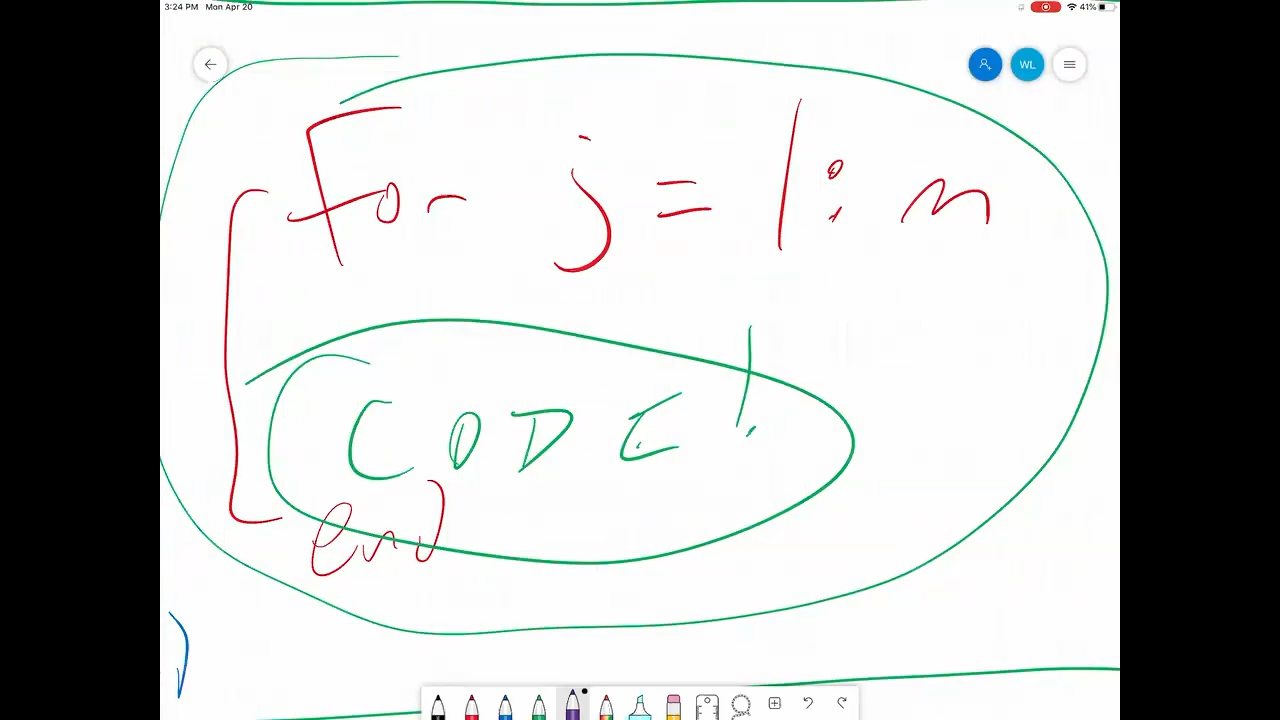 3:24 PM Mon Apr 20
41%
WL
For j = 1 : n
CODE!
end